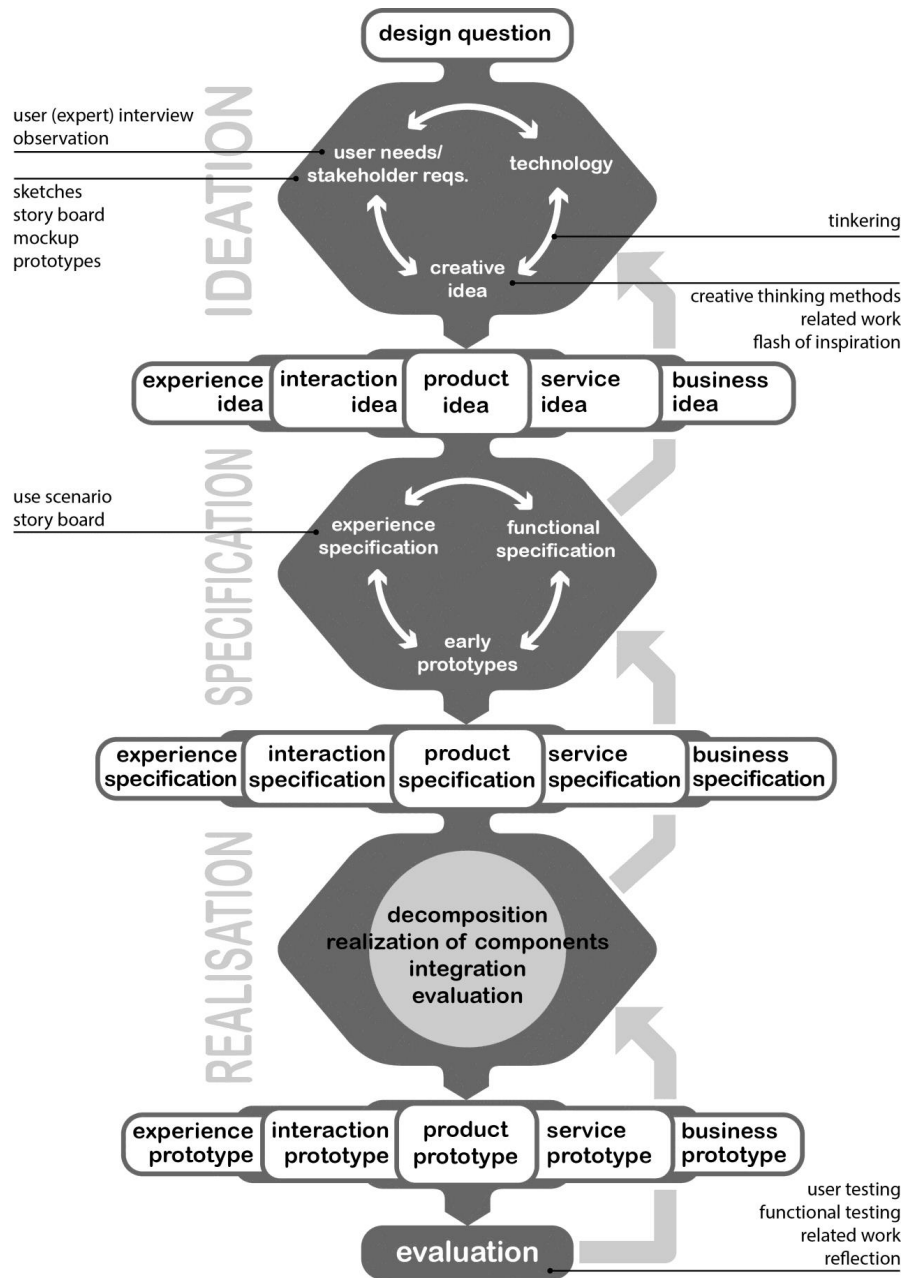 design question
IDEATION
user (expert) interview
observation
user needs/
stakeholder reqs.
technology
sketches
story board
mockup
prototypes
tinkering
creative
idea
creative thinking methods
related work
flash of inspiration
experience
idea
interaction
idea
product
idea
service
idea
business
idea
SPECIFICATION
use scenario
story board
experience
specification
functional
specification
early
prototypes
experience
specification
interaction
specification
product
specification
service
specification
business
specification
REALISATION
decomposition
realization of components
integration
evaluation
experience
prototype
interaction
prototype
product
prototype
service
prototype
business
prototype
evaluation
user testing
functional testing
related work
reflection